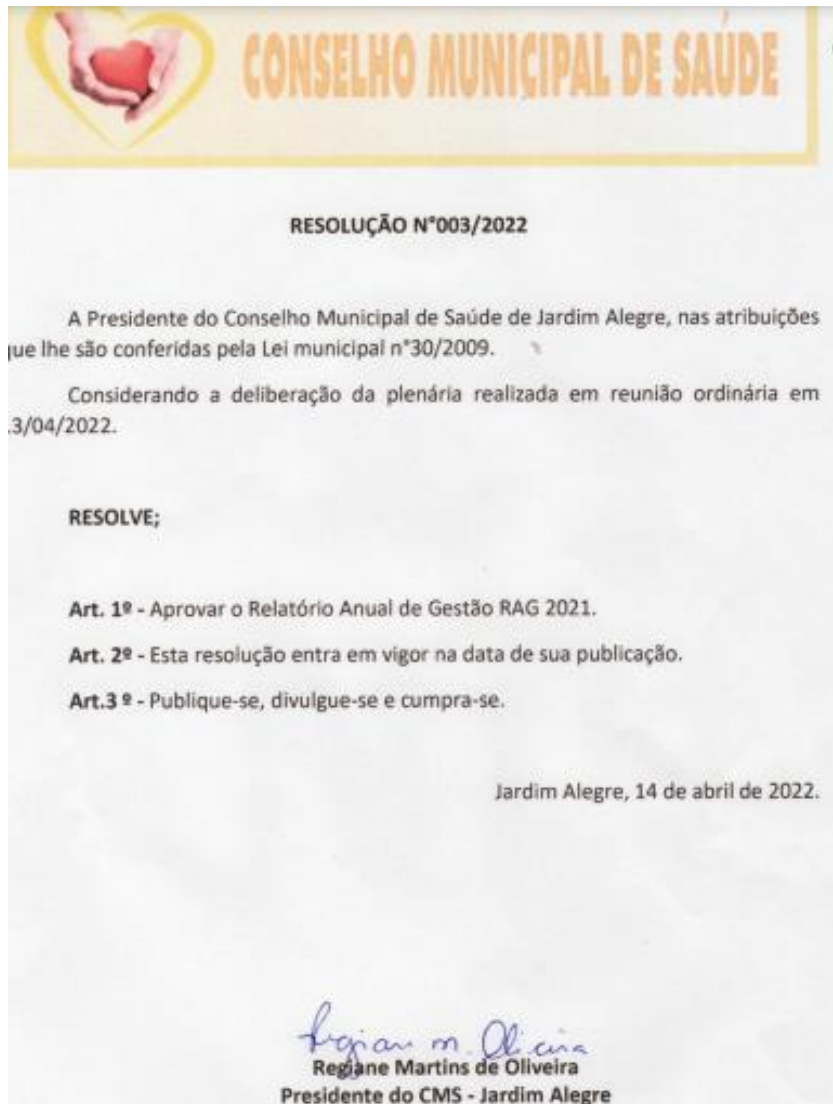 CONSELHO MUNICIPAL DE SAÚDE
RESOLUÇÃO N°003/2022
A Presidente do Conselho Municipal de Saúde de Jardim Alegre, nas atribuições
ue lhe são conferidas pela Lei municipal n°30/2009.
Considerando a deliberação da plenária realizada em reunião ordinária em
3/04/2022.
RESOLVE;
Art. 1º - Aprovar o Relatório Anual de Gestão RAG 2021.
Art. 2º - Esta resolução entra em vigor na data de sua publicação.
Art.3 º - Publique-se, divulgue-se e cumpra-se.
Jardim Alegre, 14 de abril de 2022.
Regiane Martins de Oliveira
Presidente do CMS - Jardim Alegre